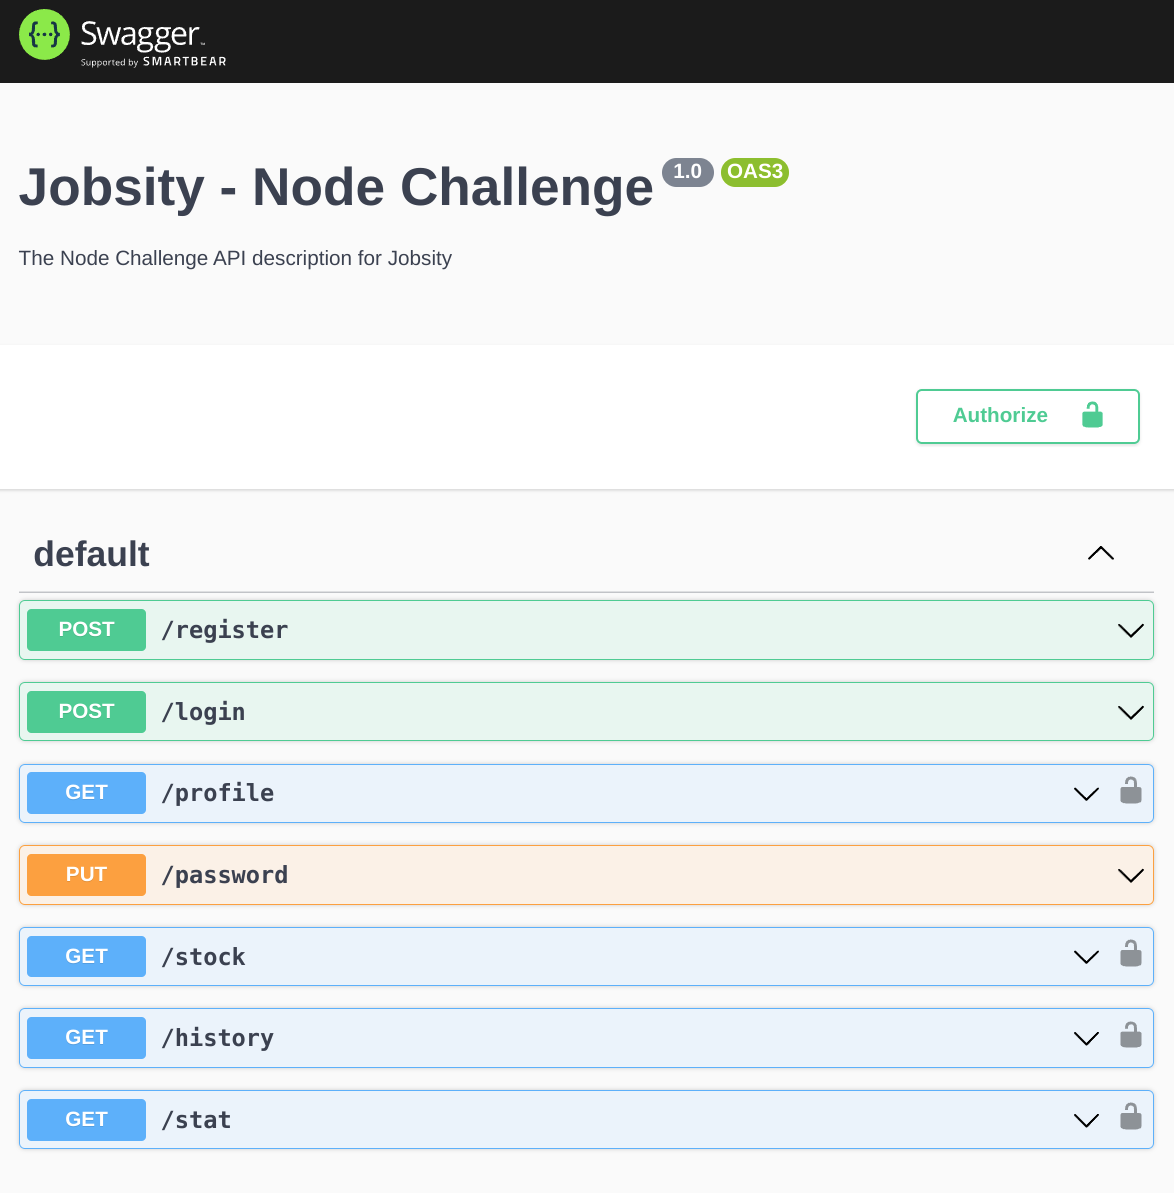 {···} Swagger™
Supported by SMARTBEAR
Jobsity - Node Challenge 1.0 OAS3
The Node Challenge API description for Jobsity
Authorize
default
POST /register
POST /login
GET /profile
PUT /password
GET /stock
GET /history
GET /stat